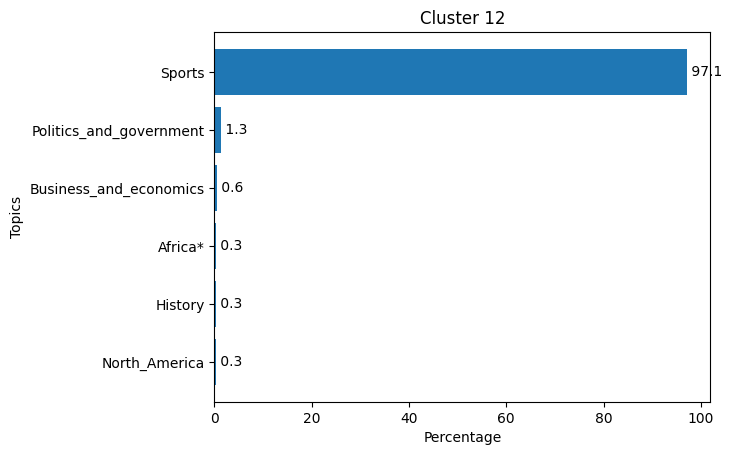 Cluster 12
Topics
Sports 97.1
Politics_and_government 1.3
Business_and_economics 0.6
Africa* 0.3
History 0.3
North_America 0.3
0 20 40 60 80 100
Percentage